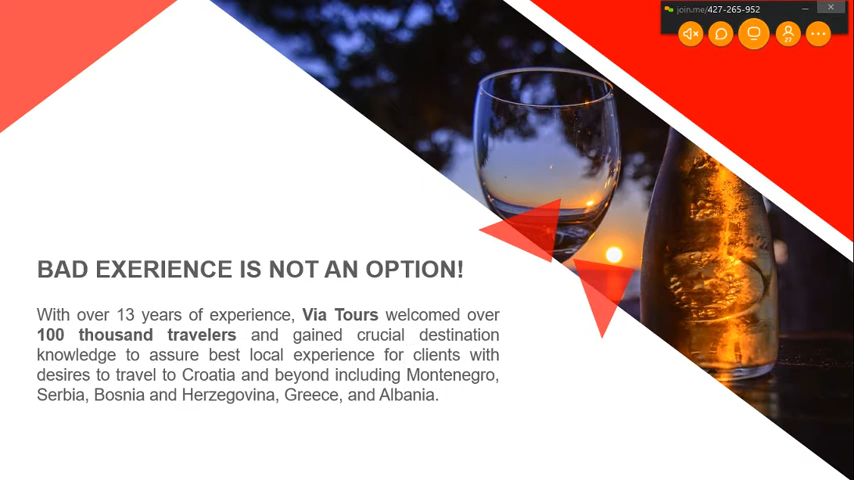 join.me/427-265-952
27
BAD EXERIENCE IS NOT AN OPTION!
With over 13 years of experience, Via Tours welcomed over
100 thousand travelers and gained crucial destination
knowledge to assure best local experience for clients with
desires to travel to Croatia and beyond including Montenegro,
Serbia, Bosnia and Herzegovina, Greece, and Albania.